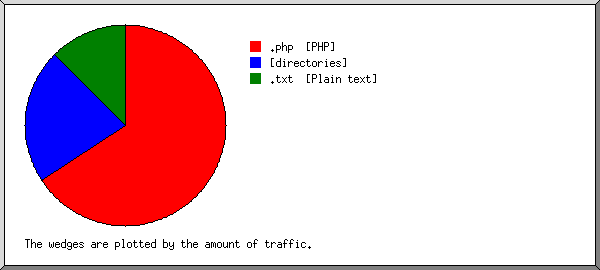 .php [PHP]
[directories]
.txt [Plain text]
The wedges are plotted by the amount of traffic.